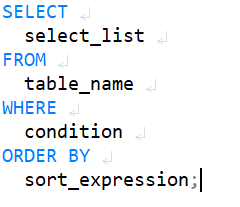 SELECT
  select_list
FROM
  table_name
WHERE
  condition
ORDER BY
  sort_expression;